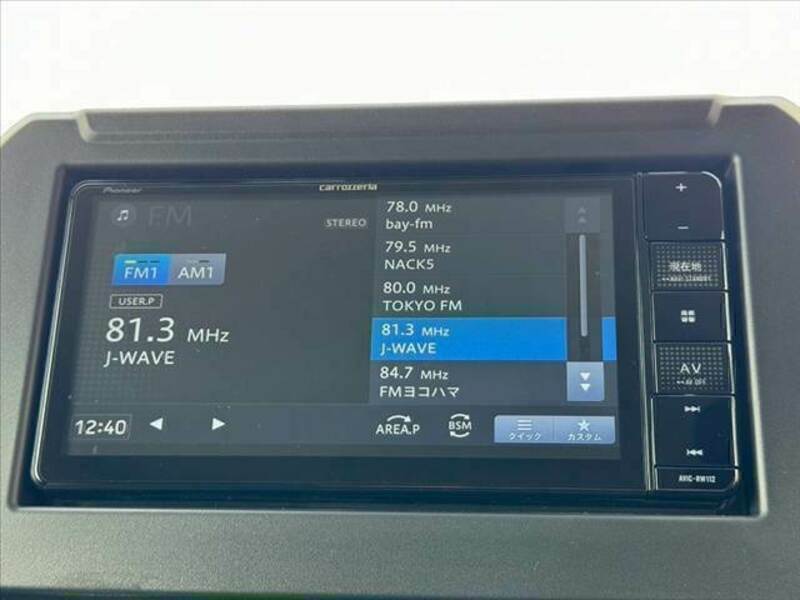 Pioneer
carrozzeria
FM
STEREO
FM1 AM1
USER.P
81.3 MHz
J-WAVE
78.0 MHz
bay-fm
79.5 MHz
NACK5
80.0 MHz
TOKYO FM
81.3 MHz
J-WAVE
84.7 MHz
FMヨコハマ
12:40
AREA.P
BSM
クイック
カスタム
+
−
現在地
AV
AV OFF
AVIC-RW112